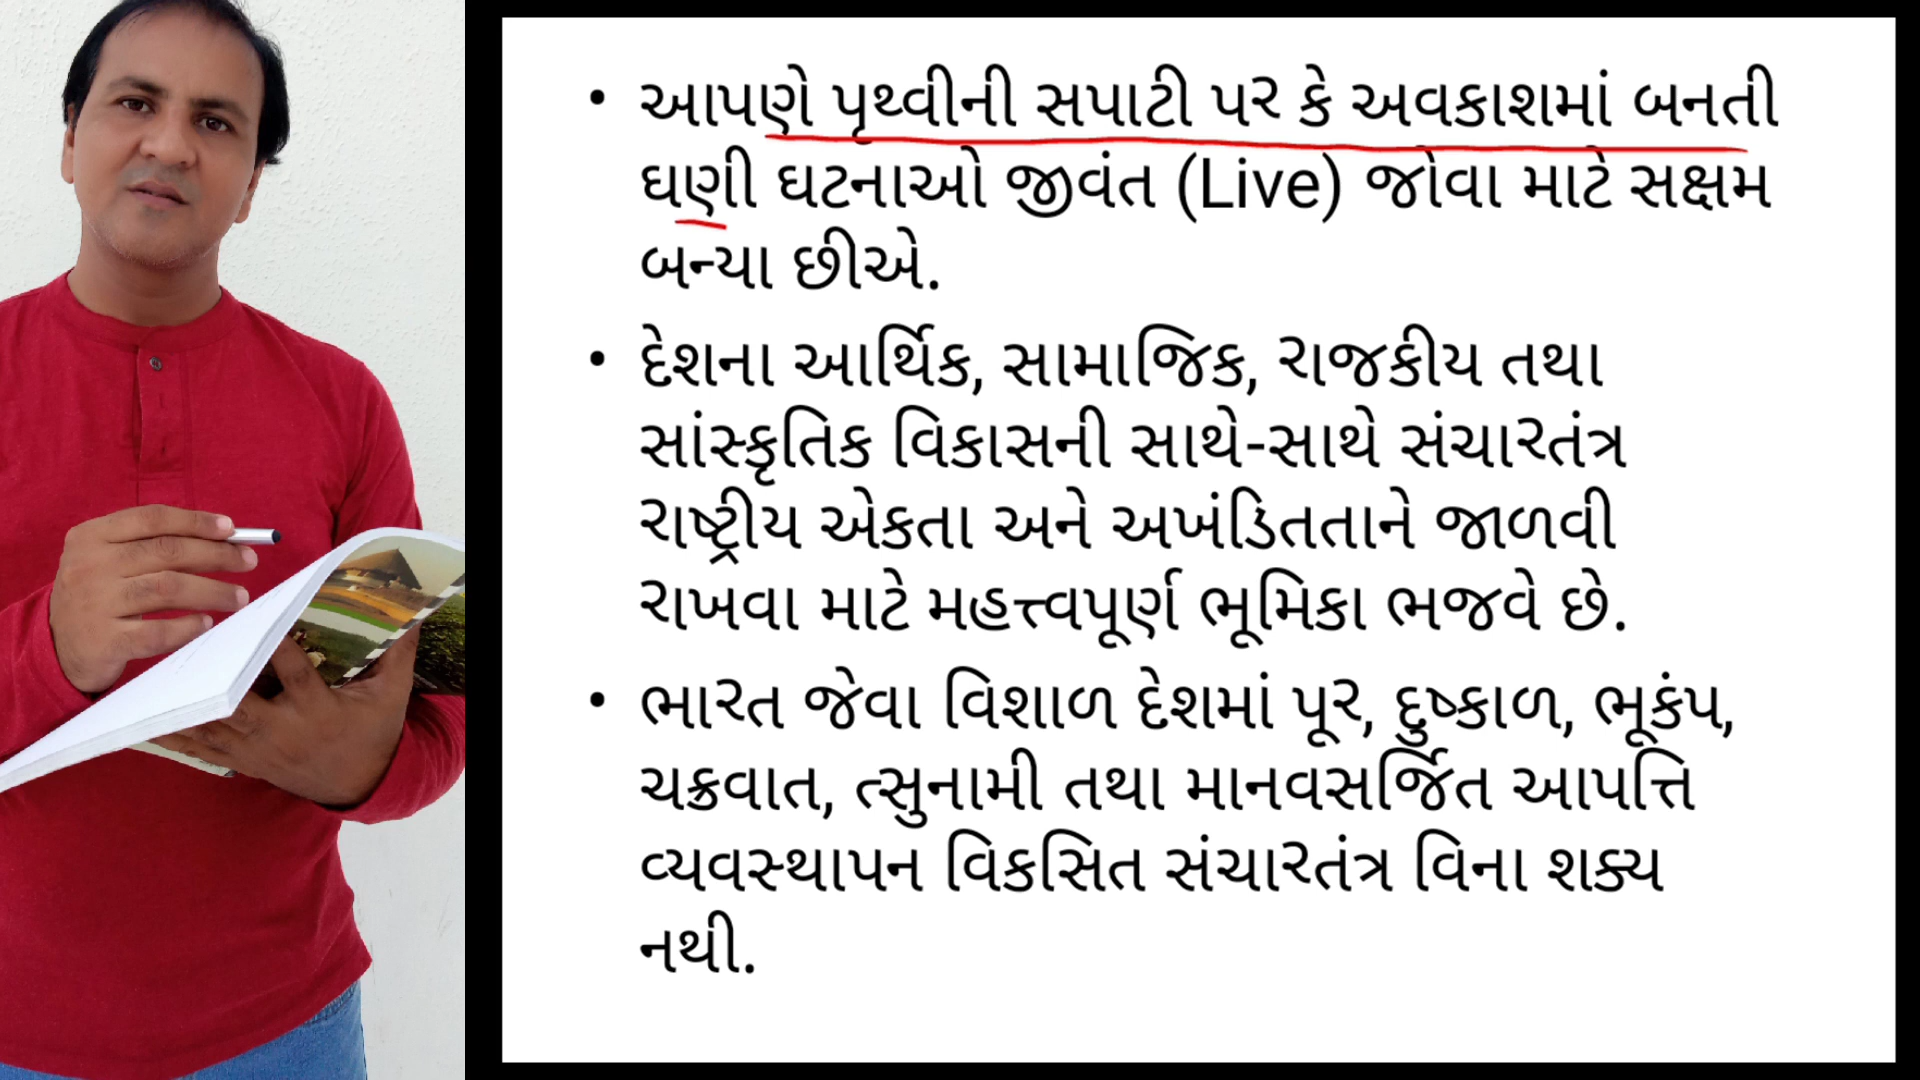 • આપણે પૃથ્વીની સપાટી પર કે અવકાશમાં બનતી
ઘણી ઘટનાઓ જીવંત (Live) જોવા માટે સક્ષમ
બન્યા છીએ.
• દેશના આર્થિક, સામાજિક, રાજકીય તથા
સાંસ્કૃતિક વિકાસની સાથે-સાથે સંચારતંત્ર
રાષ્ટ્રીય એકતા અને અખંડિતતાને જાળવી
રાખવા માટે મહત્ત્વપૂર્ણ ભૂમિકા ભજવે છે.
• ભારત જેવા વિશાળ દેશમાં પૂર, દુષ્કાળ, ભૂકંપ,
ચક્રવાત, ત્સુનામી તથા માનવસર્જિત આપત્તિ
વ્યવસ્થાપન વિકસિત સંચારતંત્ર વિના શક્ય
નથી.